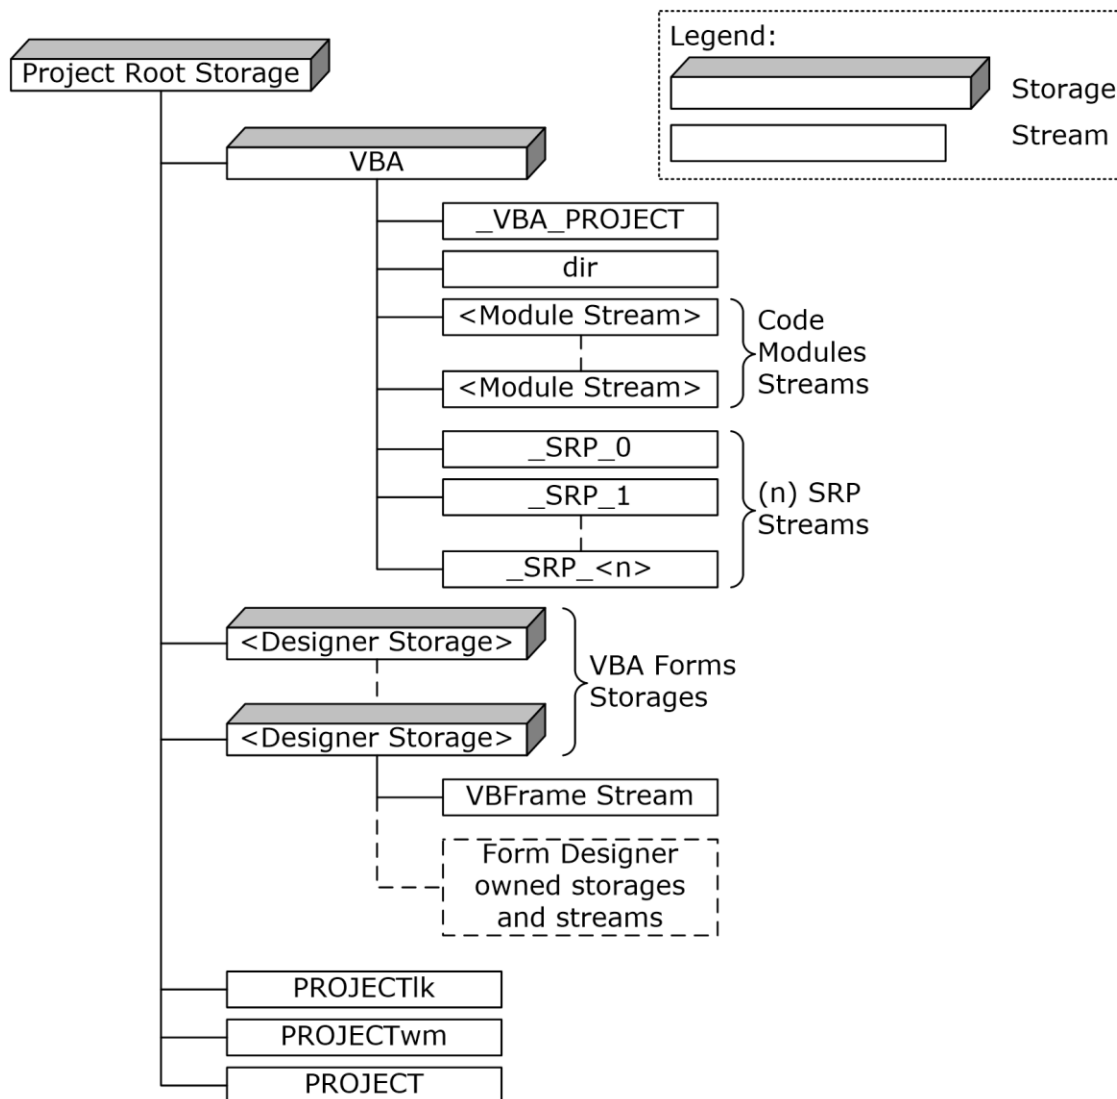 Legend:
Storage
Stream
Project Root Storage
VBA
_VBA_PROJECT
dir
<Module Stream>
<Module Stream>
Code
Modules
Streams
_SRP_0
_SRP_1
_SRP_<n>
(n) SRP
Streams
<Designer Storage>
<Designer Storage>
VBA Forms
Storages
VBFrame Stream
Form Designer
owned storages
and streams
PROJECTlk
PROJECTwm
PROJECT